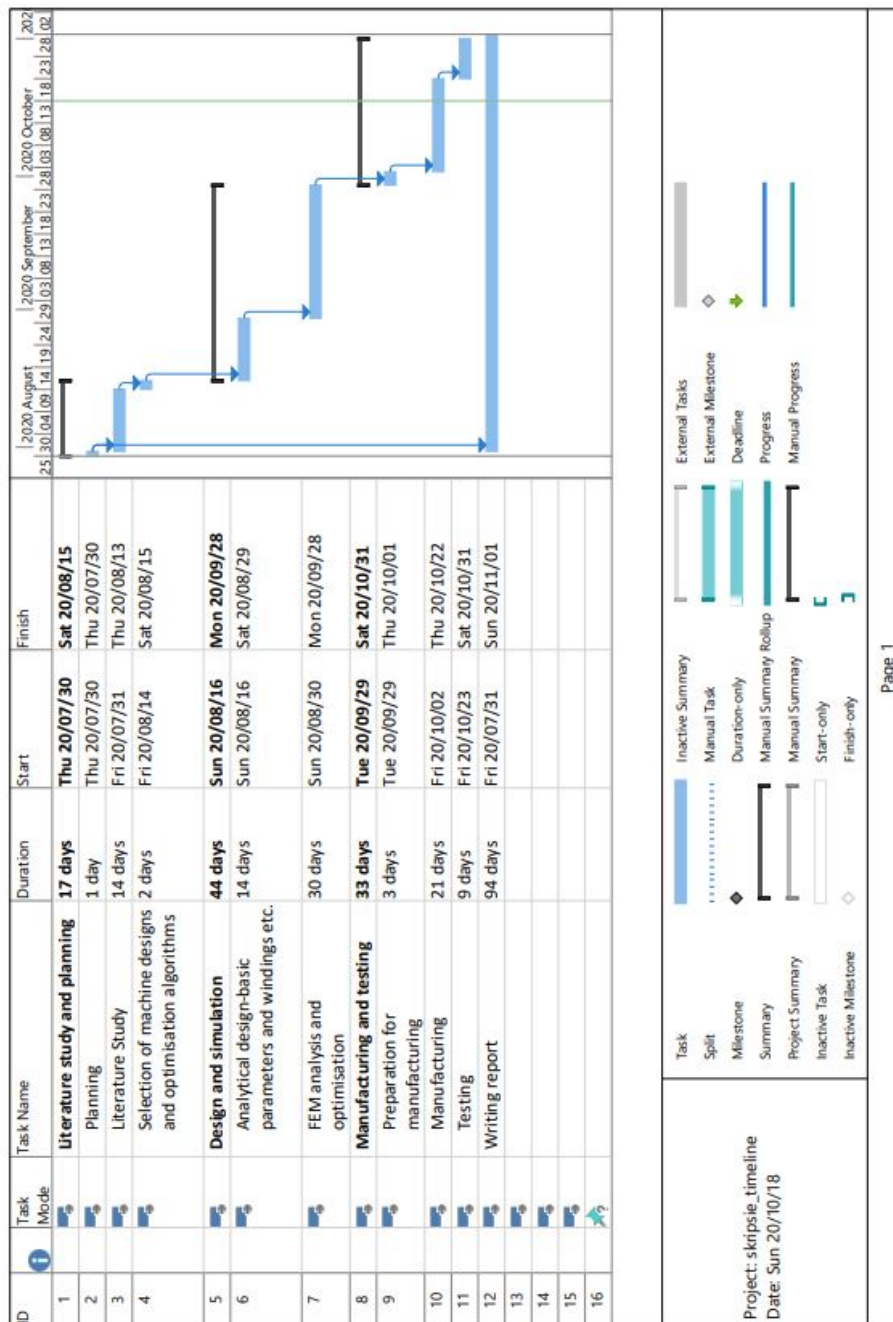 ID Task Mode Task Name Duration Start Finish
1 Literature study and planning 17 days Thu 20/07/30 Sat 20/08/15
2 Planning 1 day Thu 20/07/30 Thu 20/07/30
3 Literature Study 14 days Fri 20/07/31 Thu 20/08/13
4 Selection of machine designs 2 days Fri 20/08/14 Sat 20/08/15
and optimisation algorithms
5 Design and simulation 44 days Sun 20/08/16 Mon 20/09/28
6 Analytical design-basic 14 days Sun 20/08/16 Sat 20/08/29
parameters and windings etc.
7 FEM analysis and 30 days Sun 20/08/30 Mon 20/09/28
optimisation
8 Manufacturing and testing 33 days Tue 20/09/29 Sat 20/10/31
9 Preparation for 3 days Tue 20/09/29 Thu 20/10/01
manufacturing
10 Manufacturing 21 days Fri 20/10/02 Thu 20/10/22
11 Testing 9 days Fri 20/10/23 Sat 20/10/31
12 Writing report 94 days Fri 20/07/31 Sun 20/11/01
13
14
15
16
2020 August 2020 September 2020 October 202
25 30 04 09 14 19 24 29 03 08 13 18 23 28 03 08 13 18 23 28 02
Project: skripsie_timeline
Date: Sun 20/10/18
Task
Split
Milestone
Summary
Project Summary
Inactive Task
Inactive Milestone
Inactive Summary
Manual Task
Duration-only
Manual Summary Rollup
Manual Summary
Start-only
Finish-only
External Tasks
External Milestone
Deadline
Progress
Manual Progress
Page 1